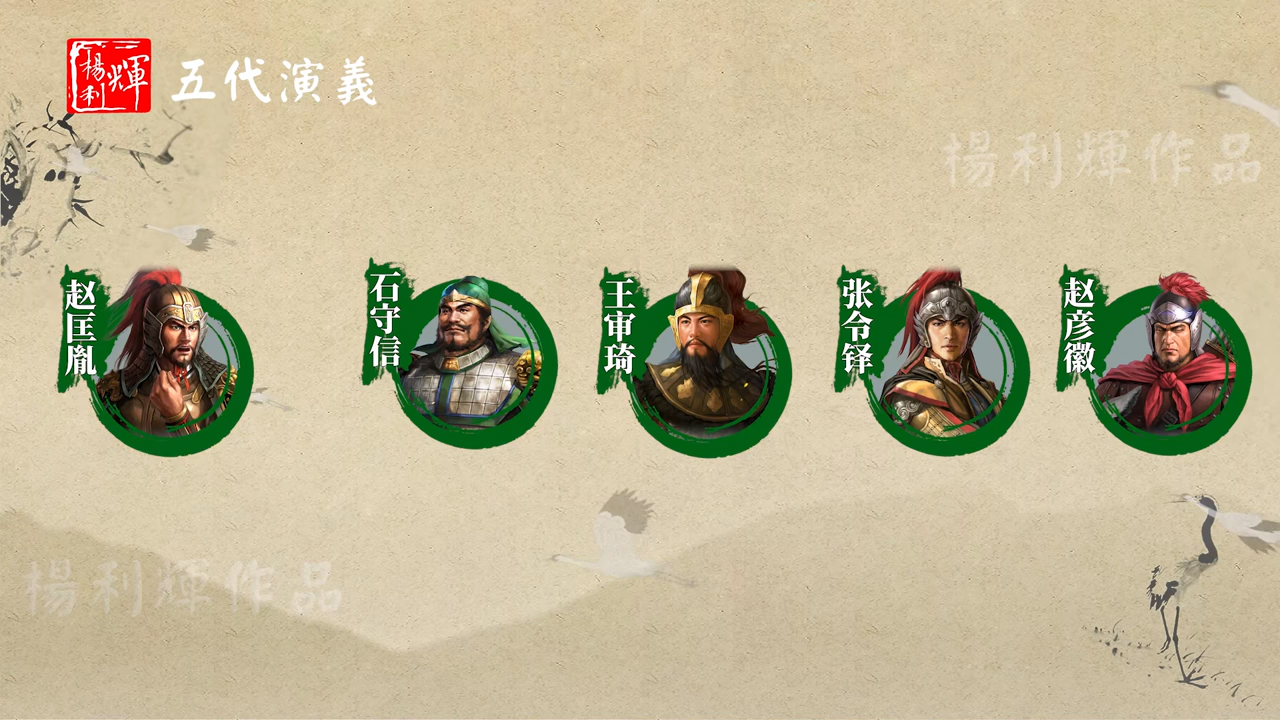 楊利輝
五代演義
楊利輝作品
赵匡胤
石守信
王审琦
张令铎
赵彦徽
楊利輝作品